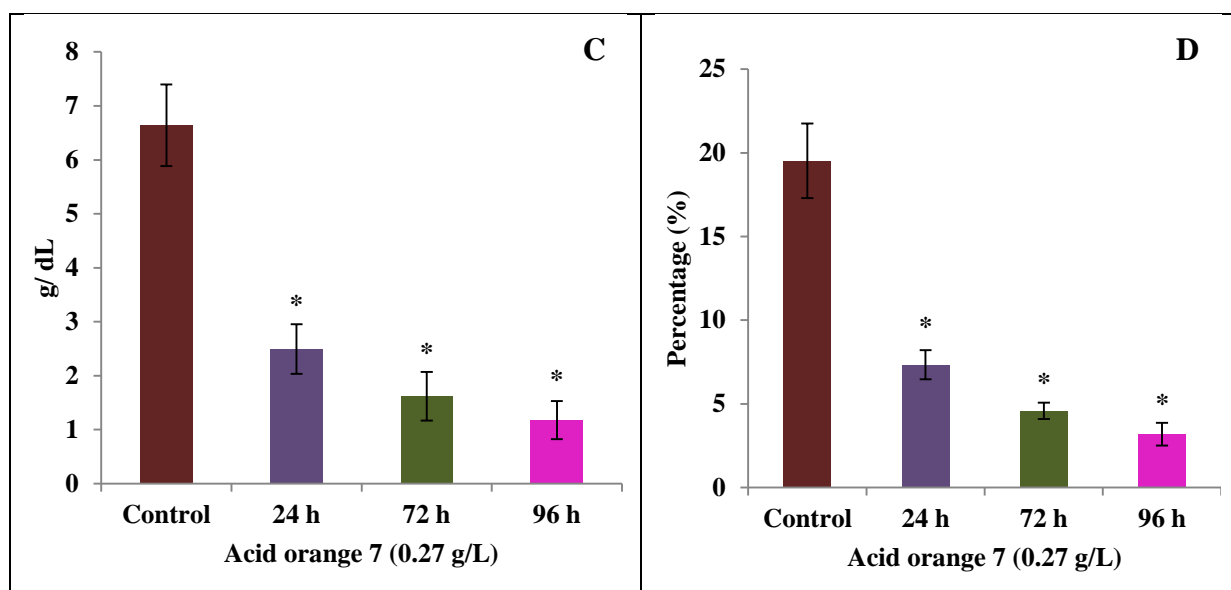 C
8
7
6
5
4
3
2
1
0
g/ dL
*
*
*
Control 24 h 72 h 96 h
Acid orange 7 (0.27 g/L)
D
25
20
15
10
5
0
Percentage (%)
*
*
*
Control 24 h 72 h 96 h
Acid orange 7 (0.27 g/L)